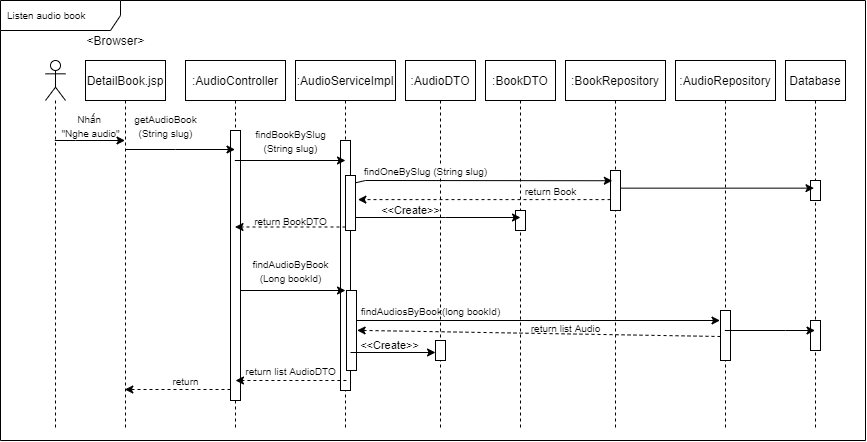 Listen audio book
<Browser>
DetailBook.jsp
:AudioController
:AudioServiceImpl
:AudioDTO
:BookDTO
:BookRepository
:AudioRepository
Database
Nhấn
"Nghe audio"
getAudioBook
(String slug)
findBookBySlug
(String slug)
findOneBySlug (String slug)
return Book
<<Create>>
return BookDTO
findAudioByBook
(Long bookId)
findAudiosByBook(long bookId)
return list Audio
<<Create>>
return list AudioDTO
return